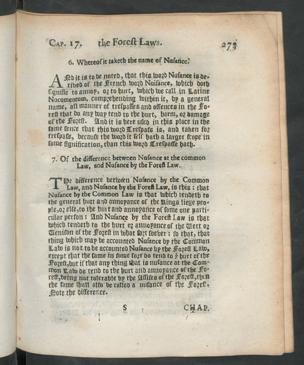 CAP. 17, the Forest Laws. 273
6. Whereof it taketh the name of Nusance?
ANd it is to be noted, that this word Nusance is de-
rived of the French word Noisance, which doth
signifie to annoy, or to hurt, which we call in Latine
Nocumentum, comprehending therein it, by a general
name, all manner of trespasses and offences in the Fo-
rest that do any way tend to the hurt, harm, or damage
of the Forest. And it is here used in this place in the
same sence that this word Trespasse is, and taken for
trespass, because the word it self hath a larger scope in
some signification, than this word Trespass hath.
7. Of the difference between Nusance at the common
Law, and Nusance by the Forest Law.
THe difference between Nusance by the Common
Law, and Nusance by the Forest Law, is this: that
Nusance by the Common Law is that which tendeth to
the general hurt and annoyance of the Kings liege peo-
ple, or else, to the hurt and annoyance of some one parti-
cular person: And Nusance by the Forest Law is that
which tendeth to the hurt or annoyance of the Vert or
Venison of the Forest in what sort soever: so that, that
thing which may be accounted Nusance by the Common
Law is not to be accounted Nusance by the Forest Law,
except that the same in some sort do tend to ye hurt of the
Forest, but if that any thing that is nusance at the Com-
mon Law do tend to the hurt and annoyance of the Fo-
rest, being not tolerable by the Assises of the Forest, then
the same shall also be called a nusance of the Forest.
Note the difference.
S CHAP.